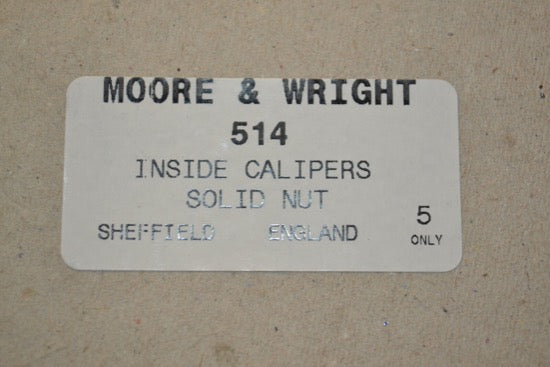 MOORE & WRIGHT
514
INSIDE CALIPERS
SOLID NUT
SHEFFIELD ENGLAND
5
ONLY